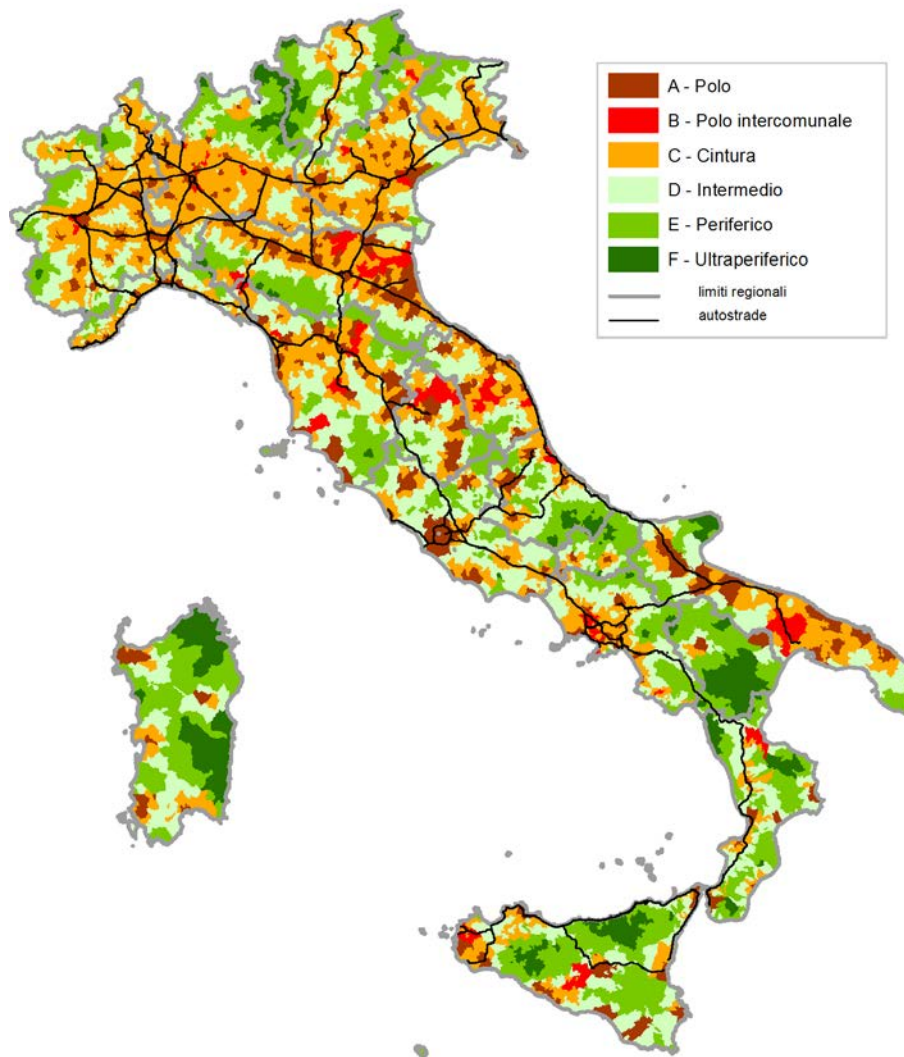 A - Polo
B - Polo intercomunale
C - Cintura
D - Intermedio
E - Periferico
F - Ultraperiferico
limiti regionali
autostrade